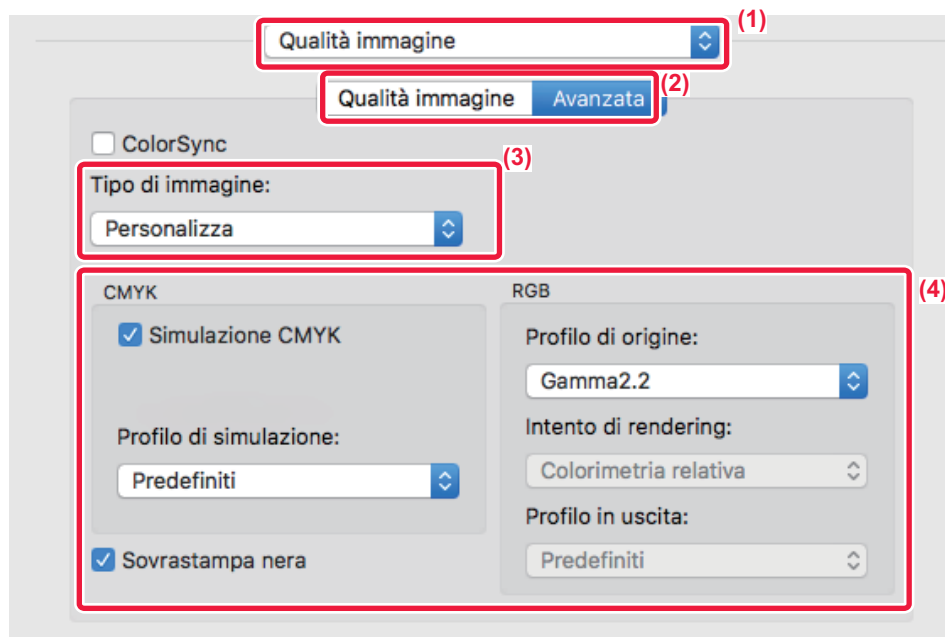 (1)
Qualità immagine
(2)
Qualità immagine Avanzata
ColorSync
(3)
Tipo di immagine:
Personalizza
(4)
CMYK
Simulazione CMYK
Profilo di simulazione:
Predefiniti
Sovrastampa nera
RGB
Profilo di origine:
Gamma2.2
Intento di rendering:
Colorimetria relativa
Profilo in uscita:
Predefiniti